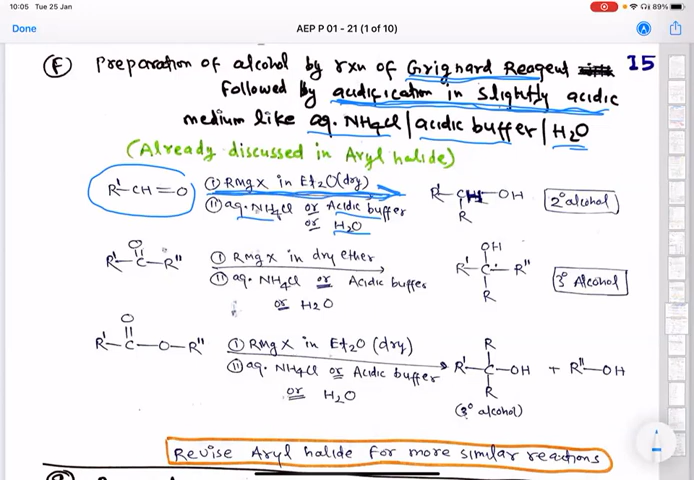 10:05 Tue 25 Jan
89%
Done
AEP P 01 - 21 (1 of 10)
(F) Preparation of alcohol by rxn of Grignard Reagent 15
followed by acidification in slightly acidic
medium like aq. NH4Cl / acidic buffer / H2O
(Already discussed in Aryl halide)
R' - CH = O (i) RMgX in Et2O (dry)
(ii) aq. NH4Cl or Acidic buffer
or H2O
R' - CH - OH
R
2° alcohol
O
R' - C - R''
(i) RMgX in dry ether
(ii) aq. NH4Cl or Acidic buffer
or H2O
OH
R' - C - R''
R
3° Alcohol
O
R' - C - O - R''
(i) RMgX in Et2O (dry)
(ii) aq. NH4Cl or Acidic buffer
or H2O
R
R' - C - OH + R'' - OH
R
(3° alcohol)
Revise Aryl halide for more similar reactions